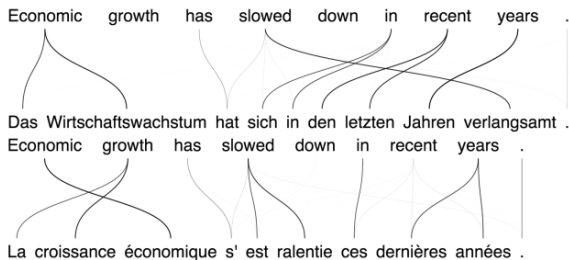 Economic growth has slowed down in recent years .
Das Wirtschaftswachstum hat sich in den letzten Jahren verlangsamt .
Economic growth has slowed down in recent years .
La croissance économique s' est ralentie ces dernières années .